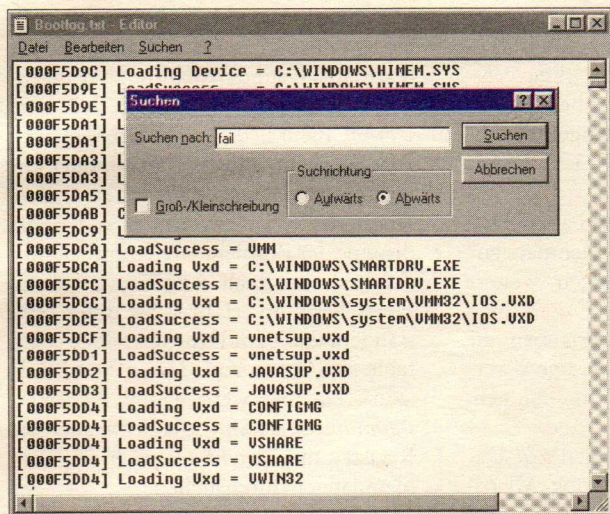 Bootlog.txt - Editor
Datei Bearbeiten Suchen ?
[000F5D9C] Loading Device = C:\WINDOWS\HIMEM.SYS
[000F5D9E]
[000F5D9E] L
[000F5DA1] L
[000F5DA1] L
[000F5DA3] L
[000F5DA3] L
[000F5DA5] L
[000F5DAB] C
[000F5DC9] L
Suchen
Suchen nach: fail
Suchen
Suchrichtung
Abbrechen
Groß-/Kleinschreibung
Aufwärts
Abwärts
[000F5DCA] LoadSuccess = VMM
[000F5DCA] Loading Vxd = C:\WINDOWS\SMARTDRV.EXE
[000F5DCC] LoadSuccess = C:\WINDOWS\SMARTDRV.EXE
[000F5DCC] Loading Vxd = C:\WINDOWS\system\VMM32\IOS.VXD
[000F5DCE] LoadSuccess = C:\WINDOWS\system\VMM32\IOS.VXD
[000F5DCF] Loading Vxd = vnetsup.vxd
[000F5DD1] LoadSuccess = vnetsup.vxd
[000F5DD2] Loading Vxd = JAVASUP.VXD
[000F5DD3] LoadSuccess = JAVASUP.VXD
[000F5DD4] Loading Vxd = CONFIGMG
[000F5DD4] LoadSuccess = CONFIGMG
[000F5DD4] Loading Vxd = VSHARE
[000F5DD4] LoadSuccess = VSHARE
[000F5DD4] Loading Vxd = VWIN32